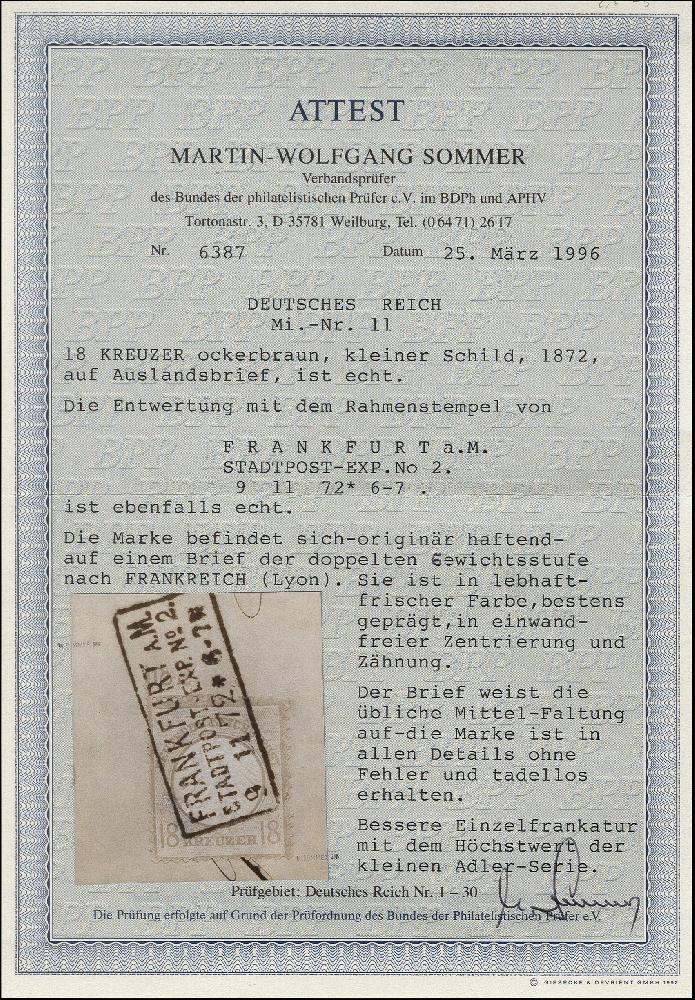 ATTEST
MARTIN-WOLFGANG SOMMER
Verbandsprüfer
des Bundes der philatelistischen Prüfer e.V. im BDPh und APHV
Tortonastr. 3, D-35781 Weilburg, Tel. (06471) 2617
Nr. 6387 Datum 25. März 1996
DEUTSCHES REICH
Mi.-Nr. 11
18 KREUZER ockerbraun, kleiner Schild, 1872,
auf Auslandsbrief, ist echt.
Die Entwertung mit dem Rahmenstempel von
F R A N K F U R T a.M.
STADTPOST-EXP.No 2.
9 11 72* 6-7 .
ist ebenfalls echt.
Die Marke befindet sich-originär haftend-
auf einem Brief der doppelten Gewichtsstufe
nach FRANKREICH (Lyon). Sie ist in lebhaft-
frischer Farbe,bestens
geprägt,in einwand-
freier Zentrierung und
Zähnung.
Der Brief weist die
übliche Mittel-Faltung
auf-die Marke ist in
allen Details ohne
Fehler und tadellos
erhalten.
Bessere Einzelfrankatur
mit dem Höchstwert der
kleinen Adler-Serie.
FRANKFURT A.M.
STADTPOST-EXP. No. 2.
9 11 72* 6-7*
18 KREUZER 18
Prüfgebiet: Deutsches Reich Nr. 1 – 30
Die Prüfung erfolgte auf Grund der Prüfordnung des Bundes der Philatelistischen Prüfer e.V.
© GIESECKE & DEVRIENT GMBH 1992